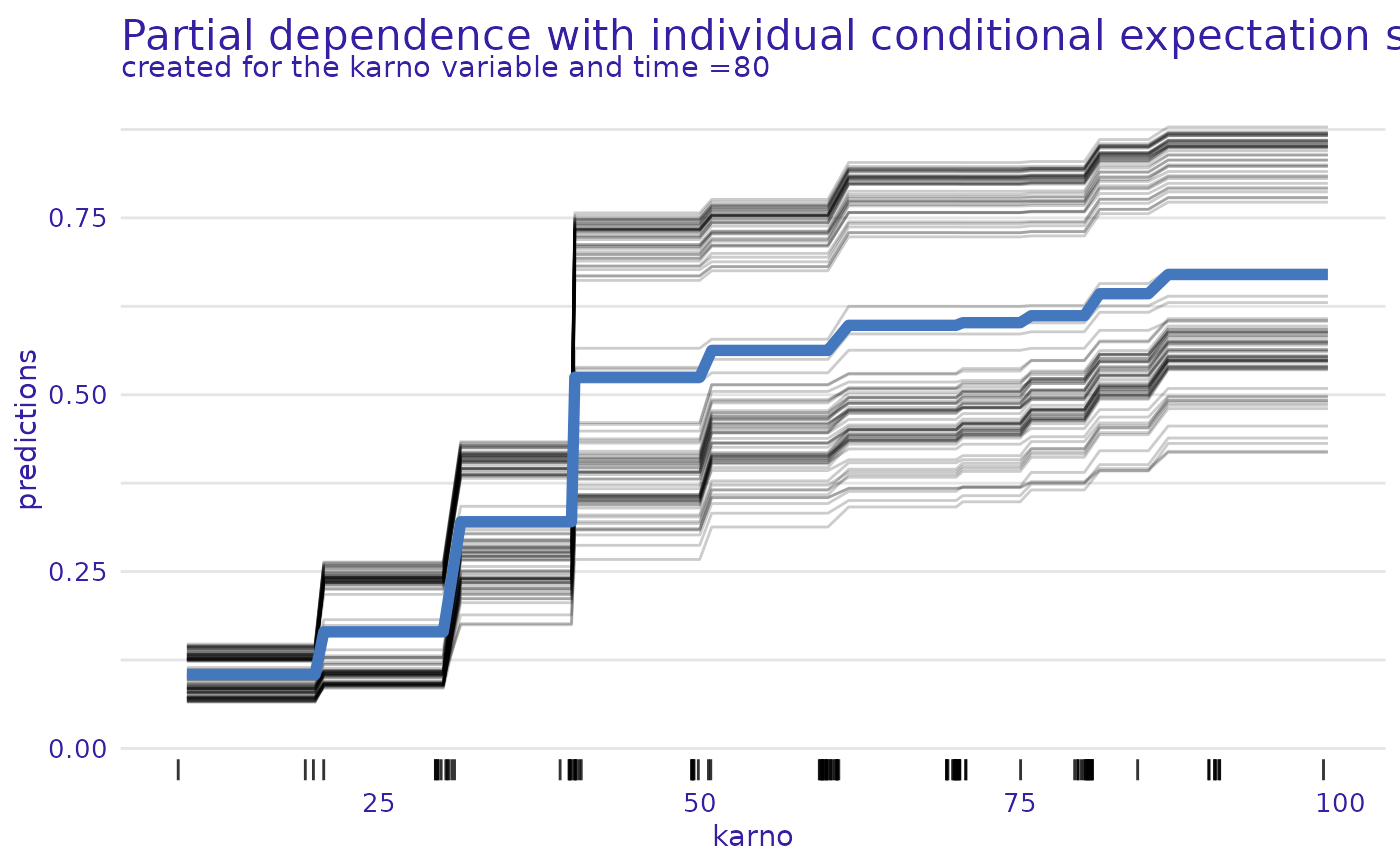 Partial dependence with individual conditional expectation s
created for the karno variable and time =80
predictions
0.75
0.50
0.25
0.00
25 50 75 100
karno